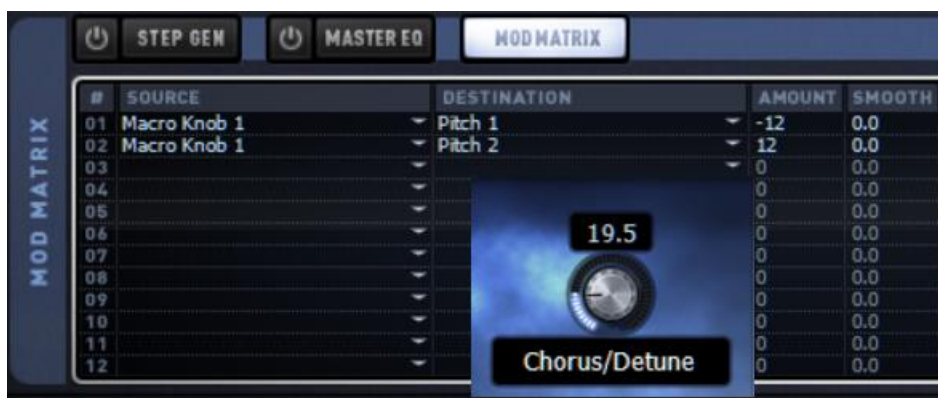 STEP GEN MASTER EQ MOD MATRIX
MOD MATRIX
# SOURCE DESTINATION AMOUNT SMOOTH
01 Macro Knob 1 Pitch 1 -12 0.0
02 Macro Knob 1 Pitch 2 12 0.0
03 0 0.0
04 0 0.0
05 0 0.0
06 0 0.0
07 0 0.0
08 0 0.0
09 0 0.0
10 0 0.0
11 0 0.0
12 0 0.0
19.5
Chorus/Detune